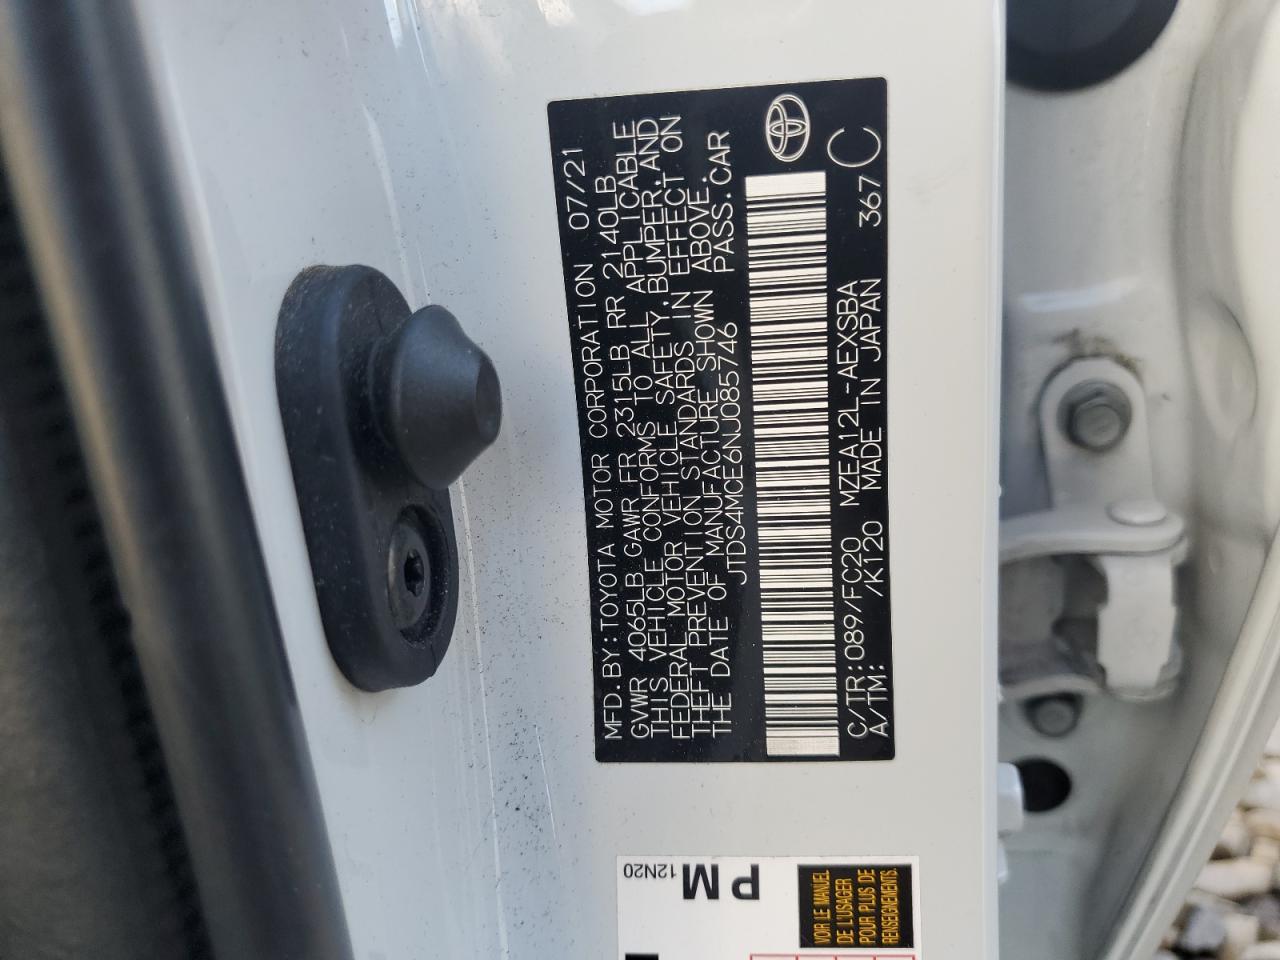 MFD.BY:TOYOTA MOTOR CORPORATION 07/21
GVWR 4065LB GAWR FR 2315LB RR 2140LB
THIS VEHICLE CONFORMS TO ALL APPLICABLE
FEDERAL MOTOR VEHICLE SAFETY,BUMPER,AND
THEFT PREVENTION STANDARDS IN EFFECT ON
THE DATE OF MANUFACTURE SHOWN ABOVE.
JTDS4MCE6NJ085746 PASS.CAR
C/TR:089/FC20 MZEA12L-AEXSBA 367
A/TM: /K120 MADE IN JAPAN C
PM
12N20
VOIR LE MANUEL
DE L'USAGER
POUR PLUS DE
RENSEIGNEMENTS.